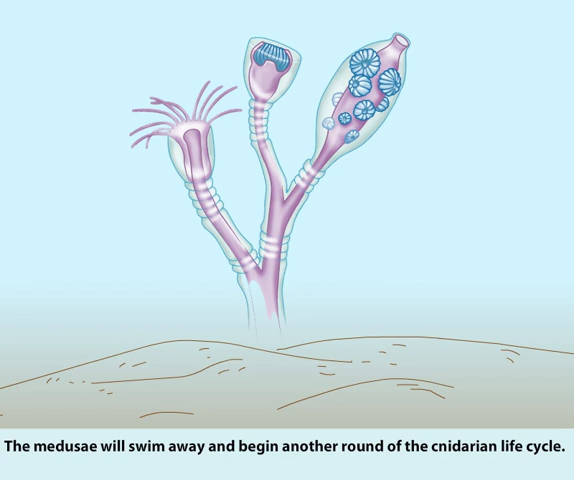 The medusae will swim away and begin another round of the cnidarian life cycle.